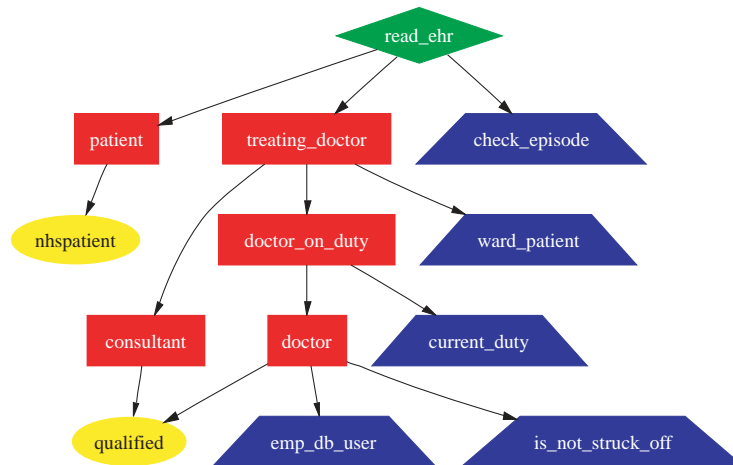 read_ehr
patient
treating_doctor
check_episode
nhspatient
doctor_on_duty
ward_patient
consultant
doctor
current_duty
qualified
emp_db_user
is_not_struck_off